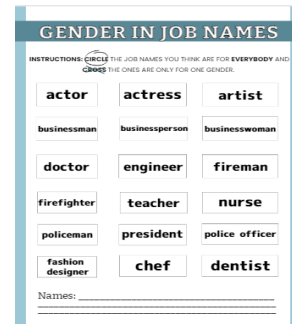 GENDER IN JOB NAMES
INSTRUCTIONS: CIRCLE THE JOB NAMES YOU THINK ARE FOR EVERYBODY AND
CROSS THE ONES ARE ONLY FOR ONE GENDER.
actor actress artist
businessman businessperson businesswoman
doctor engineer fireman
firefighter teacher nurse
policeman president police officer
fashion
designer chef dentist
Names: